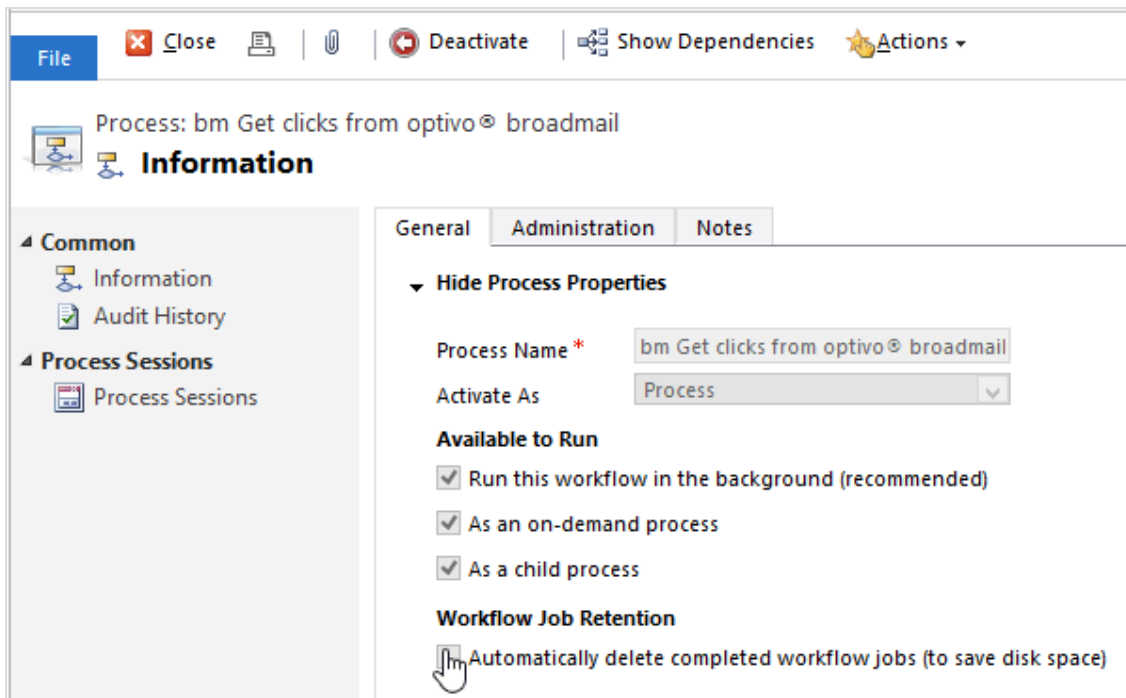 File
Close
Deactivate
Show Dependencies
Actions
Process: bm Get clicks from optivo® broadmail
Information
Common
Information
Audit History
Process Sessions
Process Sessions
General
Administration
Notes
Hide Process Properties
Process Name *
bm Get clicks from optivo® broadmail
Activate As
Process
Available to Run
Run this workflow in the background (recommended)
As an on-demand process
As a child process
Workflow Job Retention
Automatically delete completed workflow jobs (to save disk space)